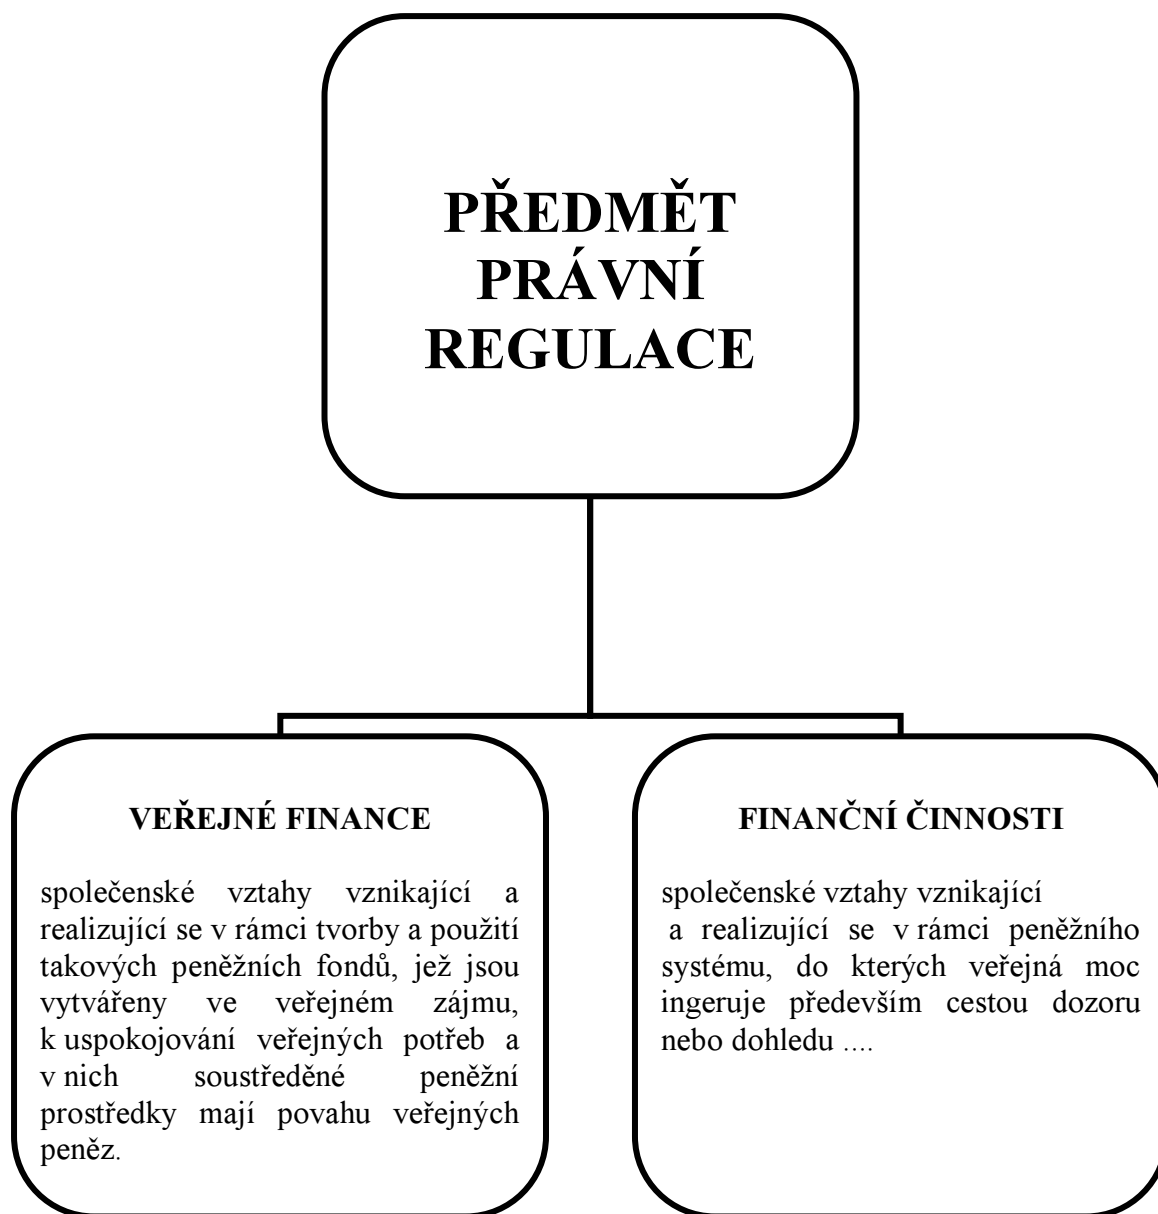 PŘEDMĚT
PRÁVNÍ
REGULACE
VEŘEJNÉ FINANCE
společenské vztahy vznikající a
realizující se v rámci tvorby a použití
takových peněžních fondů, jež jsou
vytvářeny ve veřejném zájmu,
k uspokojování veřejných potřeb a
v nich soustředěné peněžní
prostředky mají povahu veřejných
peněz.
FINANČNÍ ČINNOSTI
společenské vztahy vznikající
a realizující se v rámci peněžního
systému, do kterých veřejná moc
ingeruje především cestou dozoru
nebo dohledu ....